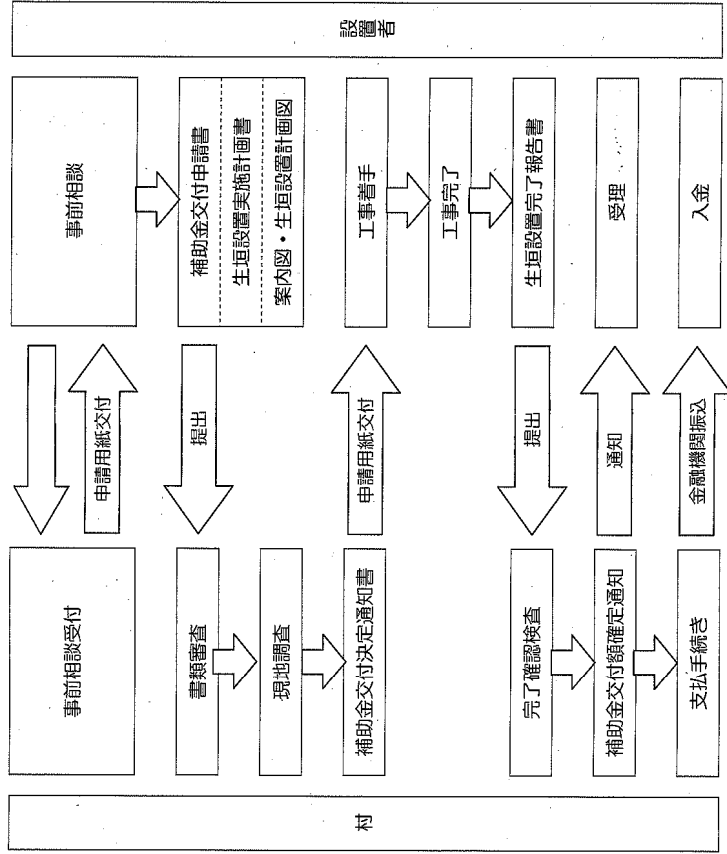 設置者
村
事前相談
事前相談受付
申請用紙交付
補助金交付申請書
生垣設置実施計画書
案内図・生垣設置計画図
提出
書類審査
現地調査
補助金交付決定通知書
申請用紙交付
工事着手
工事完了
生垣設置完了報告書
提出
完了確認検査
補助金交付額確定通知
通知
受理
支払手続き
金融機関振込
入金